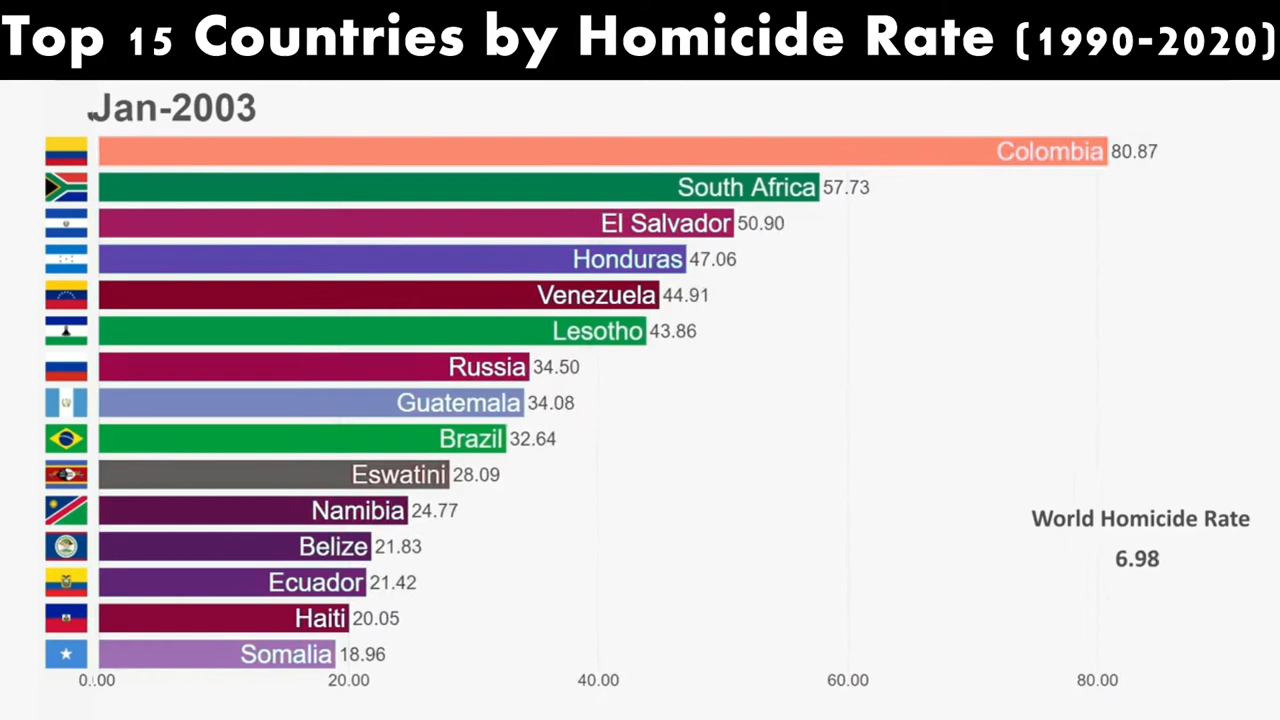 Top 15 Countries by Homicide Rate (1990-2020)
Jan-2003
Colombia 80.87
South Africa 57.73
El Salvador 50.90
Honduras 47.06
Venezuela 44.91
Lesotho 43.86
Russia 34.50
Guatemala 34.08
Brazil 32.64
Eswatini 28.09
Namibia 24.77
Belize 21.83
Ecuador 21.42
Haiti 20.05
Somalia 18.96
World Homicide Rate
6.98
0.00 20.00 40.00 60.00 80.00